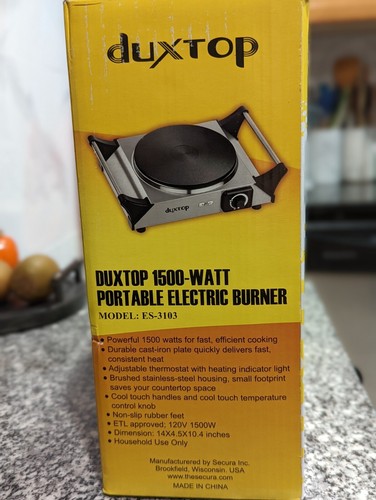 duxtop
duxtop
DUXTOP 1500-WATT
PORTABLE ELECTRIC BURNER
MODEL: ES-3103
• Powerful 1500 watts for fast, efficient cooking
• Durable cast-iron plate quickly delivers fast,
consistent heat
• Adjustable thermostat with heating indicator light
• Brushed stainless-steel housing, small footprint
saves your countertop space
• Cool touch handles and cool touch temperature
control knob
• Non-slip rubber feet
• ETL approved; 120V 1500W
• Dimension; 14X4.5X10.4 inches
• Household Use Only
Manufacturered by Secura Inc.
Brookfield, Wisconsin. USA
www.thesecura.com
MADE IN CHINA